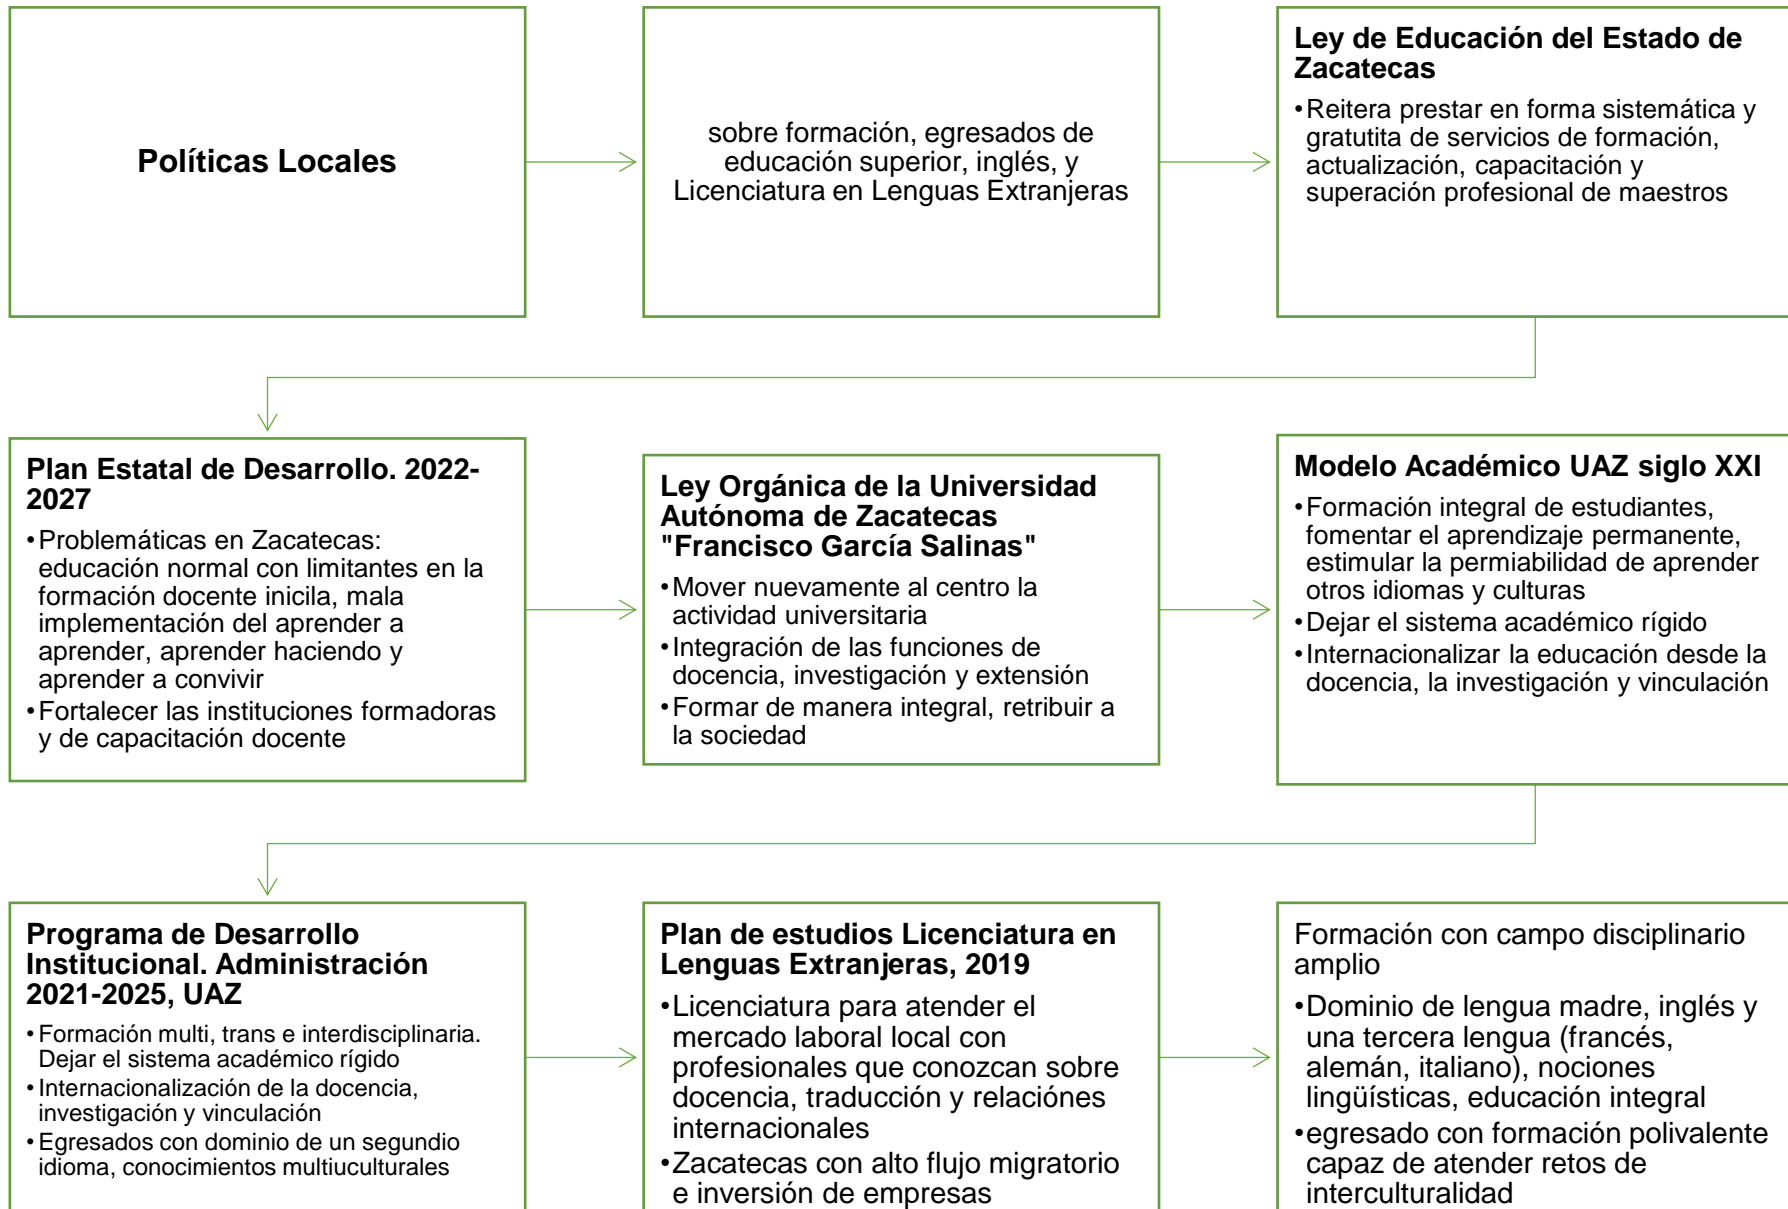 Políticas Locales
sobre formación, egresados de
educación superior, inglés, y
Licenciatura en Lenguas Extranjeras
Ley de Educación del Estado de
Zacatecas
•Reitera prestar en forma sistemática y
gratutita de servicios de formación,
actualización, capacitación y
superación profesional de maestros
Plan Estatal de Desarrollo. 2022-
2027
•Problemáticas en Zacatecas:
educación normal con limitantes en la
formación docente inicila, mala
implementación del aprender a
aprender, aprender haciendo y
aprender a convivir
•Fortalecer las instituciones formadoras
y de capacitación docente
Ley Orgánica de la Universidad
Autónoma de Zacatecas
"Francisco García Salinas"
•Mover nuevamente al centro la
actividad universitaria
•Integración de las funciones de
docencia, investigación y extensión
•Formar de manera integral, retribuir a
la sociedad
Modelo Académico UAZ siglo XXI
•Formación integral de estudiantes,
fomentar el aprendizaje permanente,
estimular la permiabilidad de aprender
otros idiomas y culturas
•Dejar el sistema académico rígido
•Internacionalizar la educación desde la
docencia, la investigación y vinculación
Programa de Desarrollo
Institucional. Administración
2021-2025, UAZ
•Formación multi, trans e interdisciplinaria.
Dejar el sistema académico rígido
•Internacionalización de la docencia,
investigación y vinculación
•Egresados con dominio de un segundio
idioma, conocimientos multiuculturales
Plan de estudios Licenciatura en
Lenguas Extranjeras, 2019
•Licenciatura para atender el
mercado laboral local con
profesionales que conozcan sobre
docencia, traducción y relaciónes
internacionales
•Zacatecas con alto flujo migratorio
e inversión de empresas
Formación con campo disciplinario
amplio
•Dominio de lengua madre, inglés y
una tercera lengua (francés,
alemán, italiano), nociones
lingüísticas, educación integral
•egresado con formación polivalente
capaz de atender retos de
interculturalidad